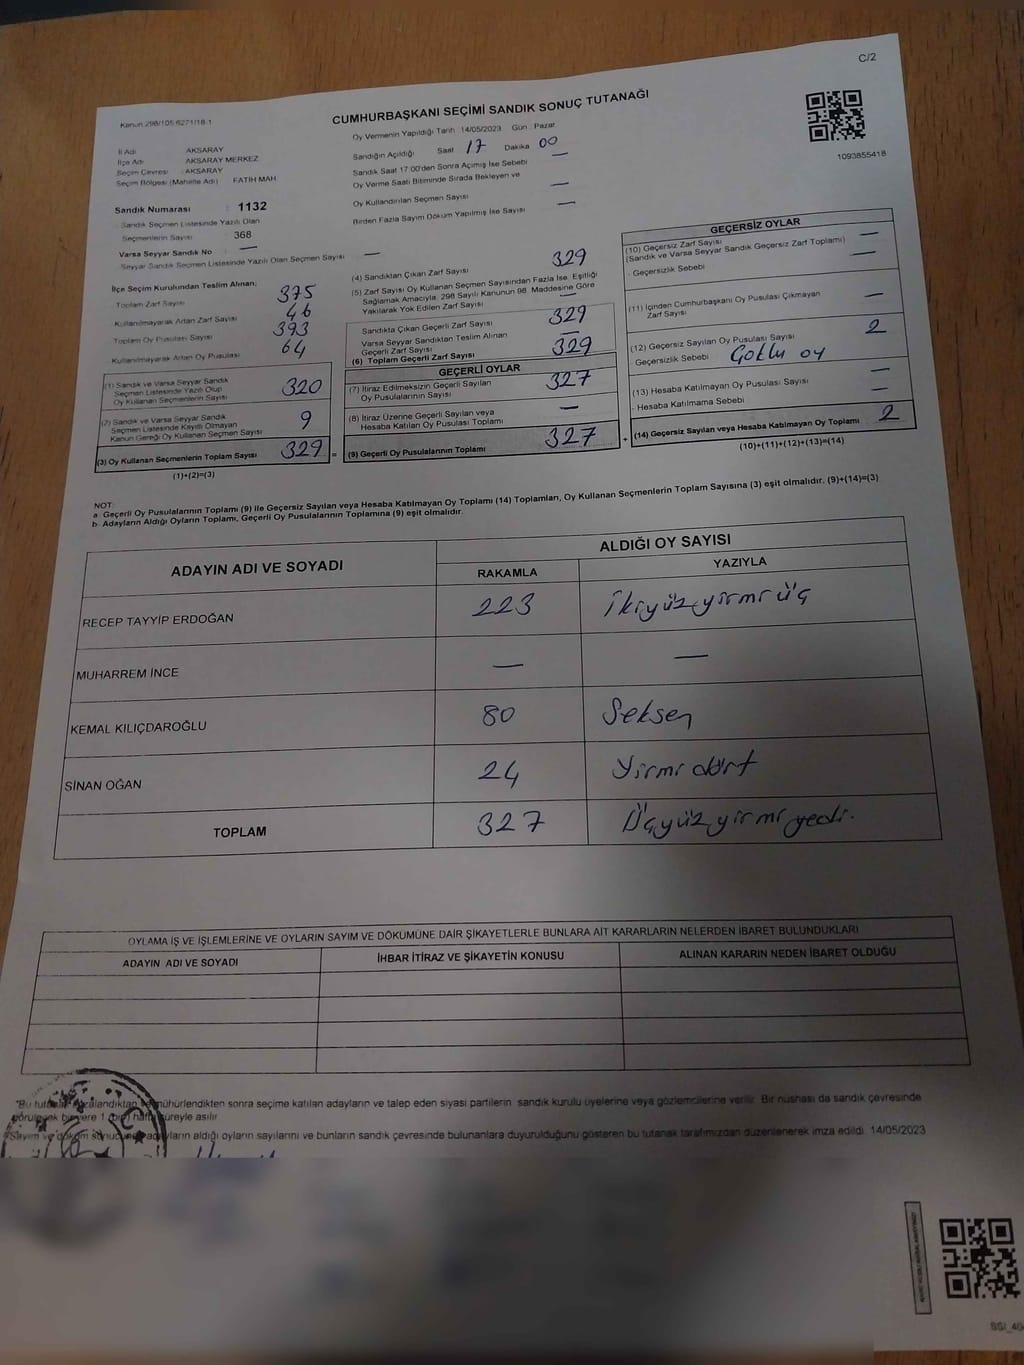 C/2
Kanun:298/105 6271/18-1
CUMHURBAŞKANI SEÇİMİ SANDIK SONUÇ TUTANAĞI
1093855418
İl Adı : AKSARAY
İlçe Adı : AKSARAY MERKEZ
Seçim Çevresi : AKSARAY
Seçim Bölgesi (Mahalle Adı) FATİH MAH.
Sandık Numarası : 1132
Sandık Seçmen Listesinde Yazılı Olan
Seçmenlerin Sayısı : 368
Varsa Seyyar Sandık No : —
Seyyar Sandık Seçmen Listesinde Yazılı Olan Seçmen Sayısı : —
Oy Vermenin Yapıldığı Tarih :14/05/2023 Gün : Pazar
Sandığın Açıldığı Saat 17 Dakika 00
Sandık Saat 17:00'den Sonra Açımış İse Sebebi —
Oy Verme Saati Bitiminde Sırada Bekleyen ve
Oy Kullandırılan Seçmen Sayısı —
Birden Fazla Sayım Döküm Yapılmış İse Sayısı —
İlçe Seçim Kurulundan Teslim Alınan;
Toplam Zarf Sayısı : 375
Kullanılmayarak Artan Zarf Sayısı : 46
Toplam Oy Pusulası Sayısı : 393
Kullanılmayarak Artan Oy Pusulası : 64
(1) Sandık ve Varsa Seyyar Sandık
Seçmen Listesinde Yazılı Olup
Oy Kullanan Seçmenlerin Sayısı 320
(2) Sandık ve Varsa Seyyar Sandık
Seçmen Listesinde Kayıtlı Olmayan
Kanun Gereği Oy Kullanan Seçmen Sayısı 9
(3) Oy Kullanan Seçmenlerin Toplam Sayısı 329 =
(1)+(2)=(3)
(4) Sandıktan Çıkan Zarf Sayısı 329
(5) Zarf Sayısı Oy Kullanan Seçmen Sayısından Fazla İse, Eşitliği
Sağlamak Amacıyla, 298 Sayılı Kanunun 98. Maddesine Göre
Yakılarak Yok Edilen Zarf Sayısı —
Sandıkta Çıkan Geçerli Zarf Sayısı 329
Varsa Seyyar Sandıktan Teslim Alınan
Geçerli Zarf Sayısı —
(6) Toplam Geçerli Zarf Sayısı 329
GEÇERLİ OYLAR
(7) İtiraz Edilmeksizin Geçerli Sayılan
Oy Pusulalarının Sayısı 327
(8) İtiraz Üzerine Geçerli Sayılan veya
Hesaba Katılan Oy Pusulası Toplamı —
(9) Geçerli Oy Pusulalarının Toplamı 327 +
GEÇERSİZ OYLAR
(10) Geçersiz Zarf Sayısı —
(Sandık ve Varsa Seyyar Sandık Geçersiz Zarf Toplamı)
- Geçersizlik Sebebi —
(11) İçinden Cumhurbaşkanı Oy Pusulası Çıkmayan
Zarf Sayısı —
(12) Geçersiz Sayılan Oy Pusulası Sayısı 2
Geçersizlik Sebebi Çoklu oy
(13) Hesaba Katılmayan Oy Pusulası Sayısı —
- Hesaba Katılmama Sebebi —
(14) Geçersiz Sayılan veya Hesaba Katılmayan Oy Toplamı 2
(10)+(11)+(12)+(13)=(14)
NOT:
a- Geçerli Oy Pusulalarının Toplamı (9) ile Geçersiz Sayılan veya Hesaba Katılmayan Oy Toplamı (14) Toplamları, Oy Kullanan Seçmenlerin Toplam Sayısına (3) eşit olmalıdır. (9)+(14)=(3)
b- Adayların Aldığı Oyların Toplamı, Geçerli Oy Pusulalarının Toplamına (9) eşit olmalıdır.
ADAYIN ADI VE SOYADI ALDIĞI OY SAYISI
RAKAMLA YAZIYLA
RECEP TAYYİP ERDOĞAN 223 İkiyüzyirmi üç
MUHARREM İNCE — —
KEMAL KILIÇDAROĞLU 80 Seksen
SİNAN OĞAN 24 Yirmi dört
TOPLAM 327 Üçyüzyirmi yedi.
OYLAMA İŞ VE İŞLEMLERİNE VE OYLARIN SAYIM VE DÖKÜMÜNE DAİR ŞİKAYETLERLE BUNLARA AİT KARARLARIN NELERDEN İBARET BULUNDUKLARI
ADAYIN ADI VE SOYADI İHBAR İTİRAZ VE ŞİKAYETİN KONUSU ALINAN KARARIN NEDEN İBARET OLDUĞU
"Bu tutanak imzalandıktan ve mühürlendikten sonra seçime katılan adayların ve talep eden siyasi partilerin sandık kurulu üyelerine veya gözlemcilerine verilir. Bir nüshası da sandık çevresinde
görülecek bir yere 1 (bir) hafta süreyle asılır.
"Sayım ve döküm sonucunda adayların aldığı oyların sayılarını ve bunların sandık çevresinde bulunanlara duyurulduğunu gösteren bu tutanak tarafımızdan düzenlenerek imza edildi. 14/05/2023